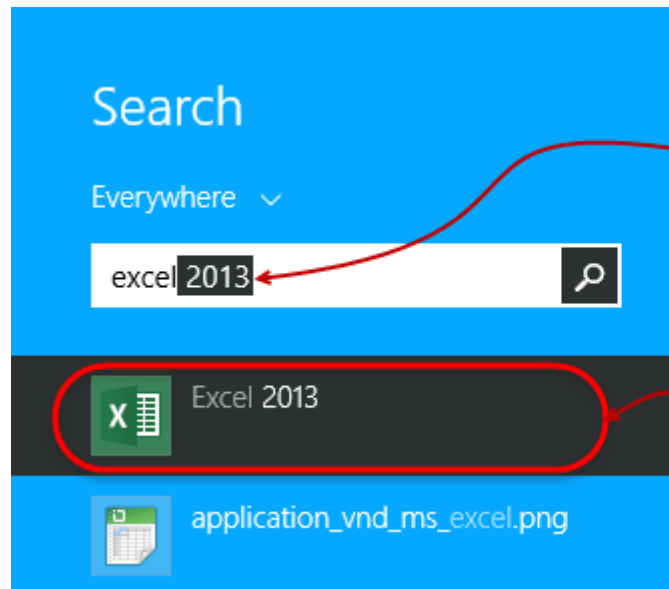 Search
Everywhere
excel 2013
Excel 2013
application_vnd_ms_excel.png